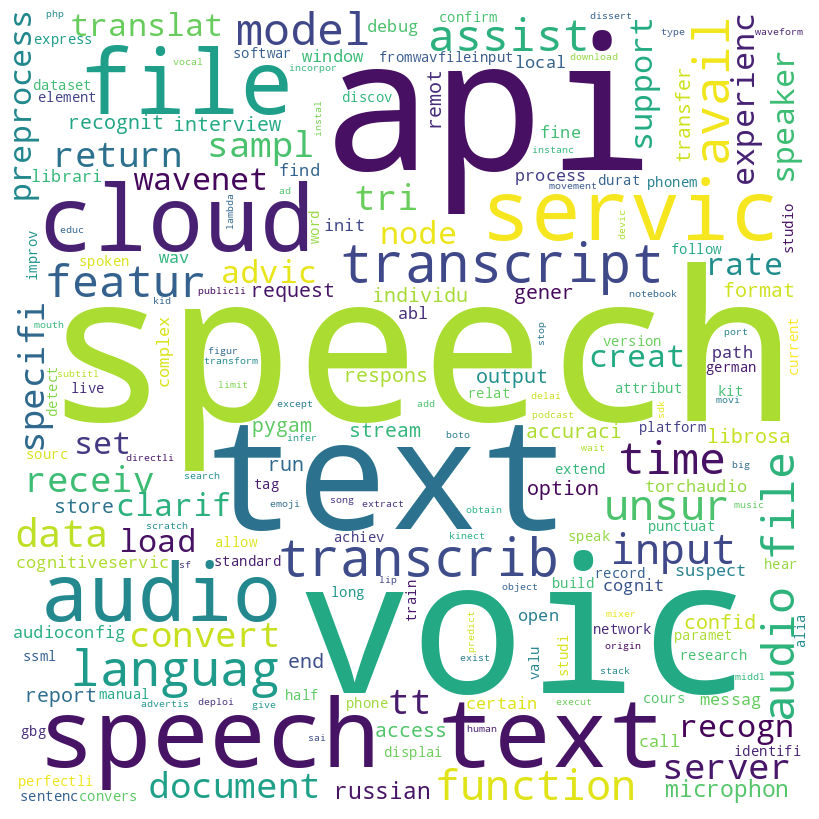 php
dissert
type
waveform
translat
model
confirm
assist
debug
express
vocal
softwar
window
fromwavfileinput
local
download
file
api
avail
experienc
preprocess
dataset
element
incorpor
discov
remot
support
transfer
speaker
recognit
interview
instal
fine
instanc
return
sampl
find
process
durat
phonem
librari
wavenet
tri
movement
devic
studio
cloud
ad
lambda
word
init
node
servic
educ
improv
spoken
wav
advic
transcript
follow
rate
featur
publicli
request
individu
gener
notebook
format
kid
abl
port
current
specifi
mouth
complex
figur
transform
stop
version
creat
path
german
speech
detect
live
subtitl
limit
respons
output
relat
attribut
kit
movi
set
except
add
delai
podcast
sdk
sourc
directli
pygam
infer
stream
boto
accuraci
platform
librosa
text
time
wait
big
receiv
search
run
extend
option
torchaudio
store
clarif
tag
emoji
song
extract
obtain
unsur
music
data
load
scratch
allow
achiev
kinect
speak
punctuat
hear
audio file
cognitiveservic
sf
standard
transcrib
input
suspect
long
lip
object
build
record
cognit
audio
train
voic
mixer
open
confid
alia
audioconfig
convert
predict
network
paramet
origin
ssml
languag
end
exist
valu
studi
stack
research
middl
report
manual
advertis
deploi
half
give
phone
tt
certain
execut
cours
messag
gbg
speech text
sai
access
human
call
recogn
identifi
displai
server
perfectli
sentenc
convers
document
russian
function
microphon